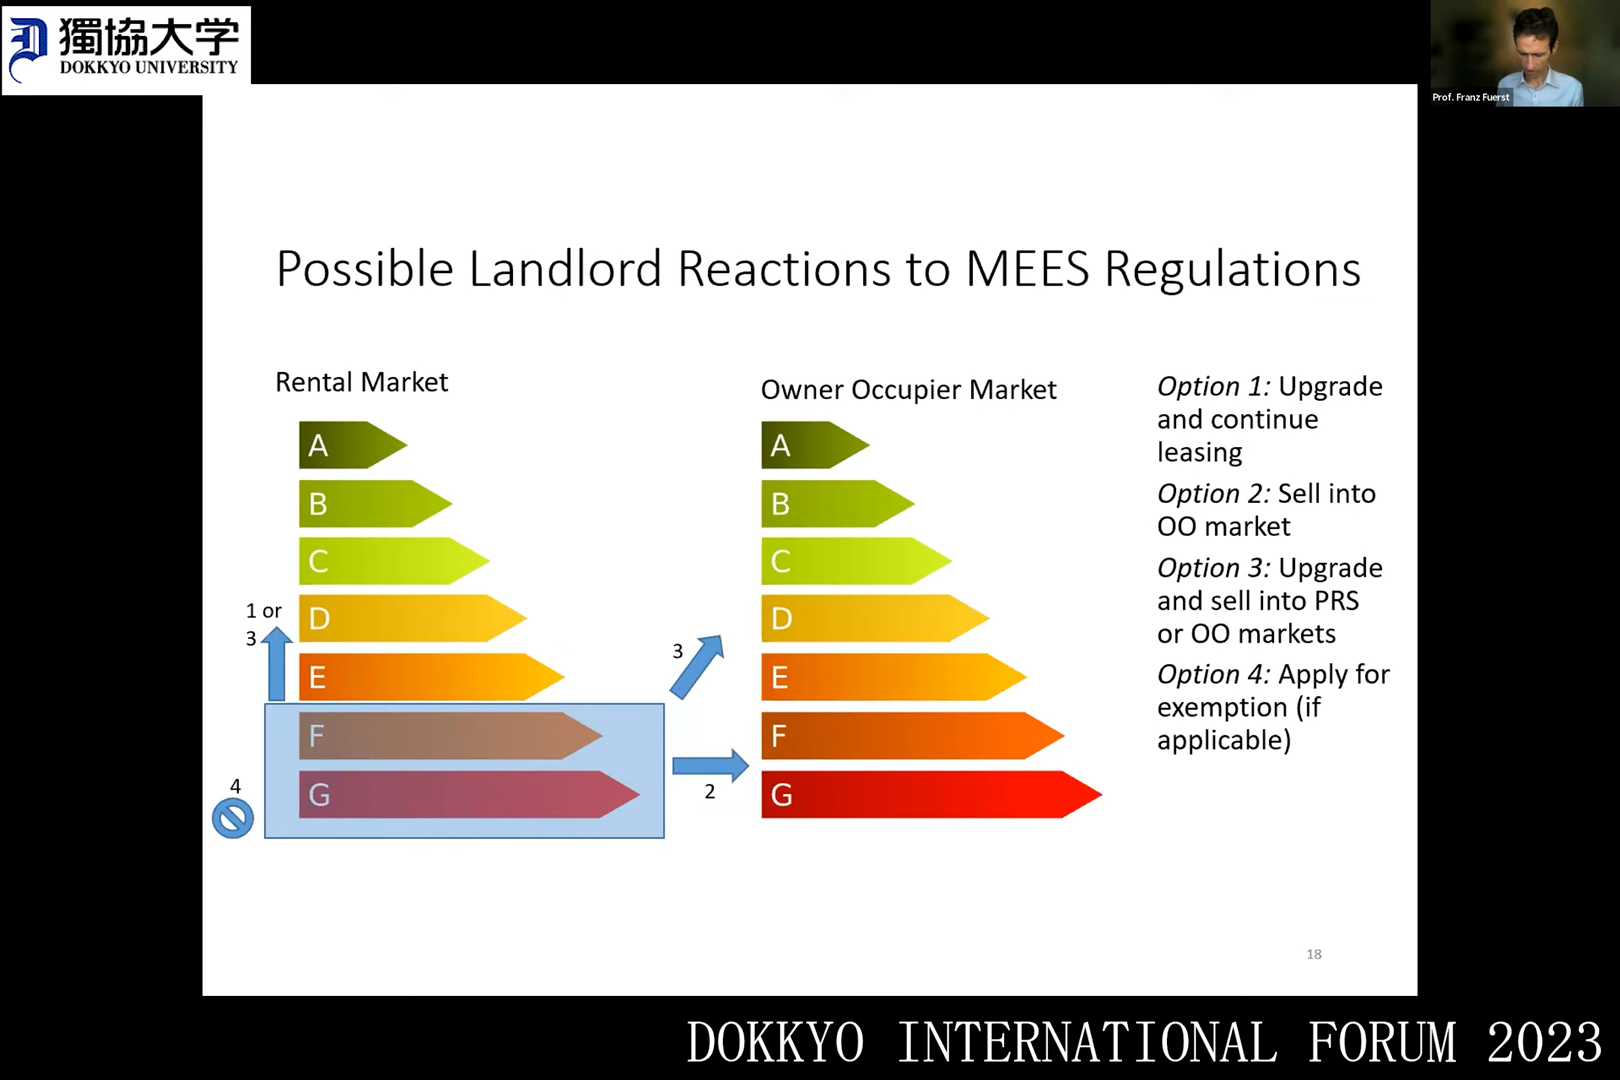 獨協大学
DOKKYO UNIVERSITY
Prof. Franz Fuerst
Possible Landlord Reactions to MEES Regulations
Rental Market
A
B
C
D
E
F
G
1 or
3
4
3
2
Owner Occupier Market
A
B
C
D
E
F
G
Option 1: Upgrade
and continue
leasing
Option 2: Sell into
OO market
Option 3: Upgrade
and sell into PRS
or OO markets
Option 4: Apply for
exemption (if
applicable)
18
DOKKYO INTERNATIONAL FORUM 2023